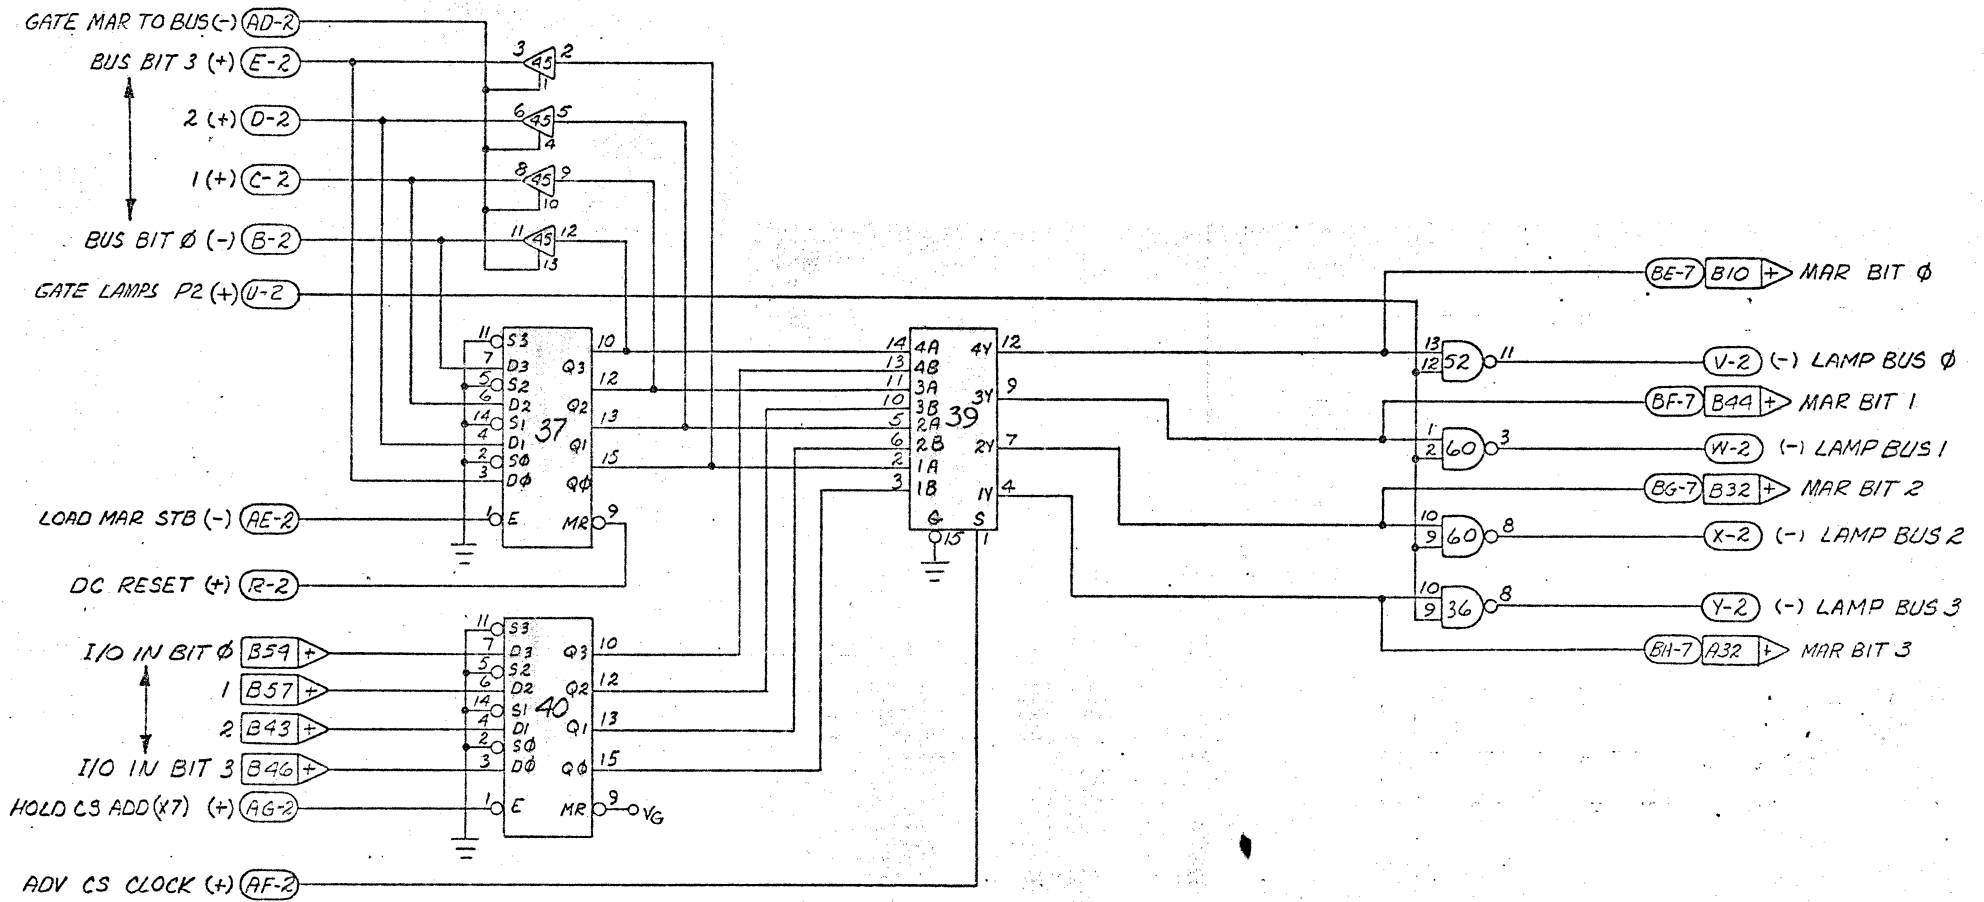 GATE MAR TO BUS (-) AD-2
BUS BIT 3 (+) E-2
2 (+) D-2
1 (+) C-2
BUS BIT Ø (-) B-2
GATE LAMPS P2 (+) U-2
3 45 2
1
6 45 5
4
8 45 9
10
11 45 12
13
11 S3
7 D3
5 S2
6 D2
14 S1
4 D1
2 SØ
3 DØ
1 E
37
Q3 10
Q2 12
Q1 13
QØ 15
MR 9
LOAD MAR STB (-) AE-2
DC RESET (+) R-2
I/O IN BIT Ø B54 +
1 B57 +
2 B43 +
I/O IN BIT 3 B46 +
HOLD CS ADD (X7) (+) AG-2
ADV CS CLOCK (+) AF-2
11 S3
7 D3
5 S2
6 D2
14 S1
4 D1
2 SØ
3 DØ
1 E
40
Q3 10
Q2 12
Q1 13
QØ 15
MR 9 VG
14 4A
13 4B
11 3A
10 3B
5 2A
6 2B
2 1A
3 1B
39
4Y 12
3Y 9
2Y 7
1Y 4
G 15
S 1
BE-7 B10 + MAR BIT Ø
13
12 52 11
V-2 (-) LAMP BUS Ø
BF-7 B44 + MAR BIT 1
1
2 60 3
W-2 (-) LAMP BUS 1
BG-7 B32 + MAR BIT 2
10
9 60 8
X-2 (-) LAMP BUS 2
10
9 36 8
Y-2 (-) LAMP BUS 3
BH-7 A32 + MAR BIT 3